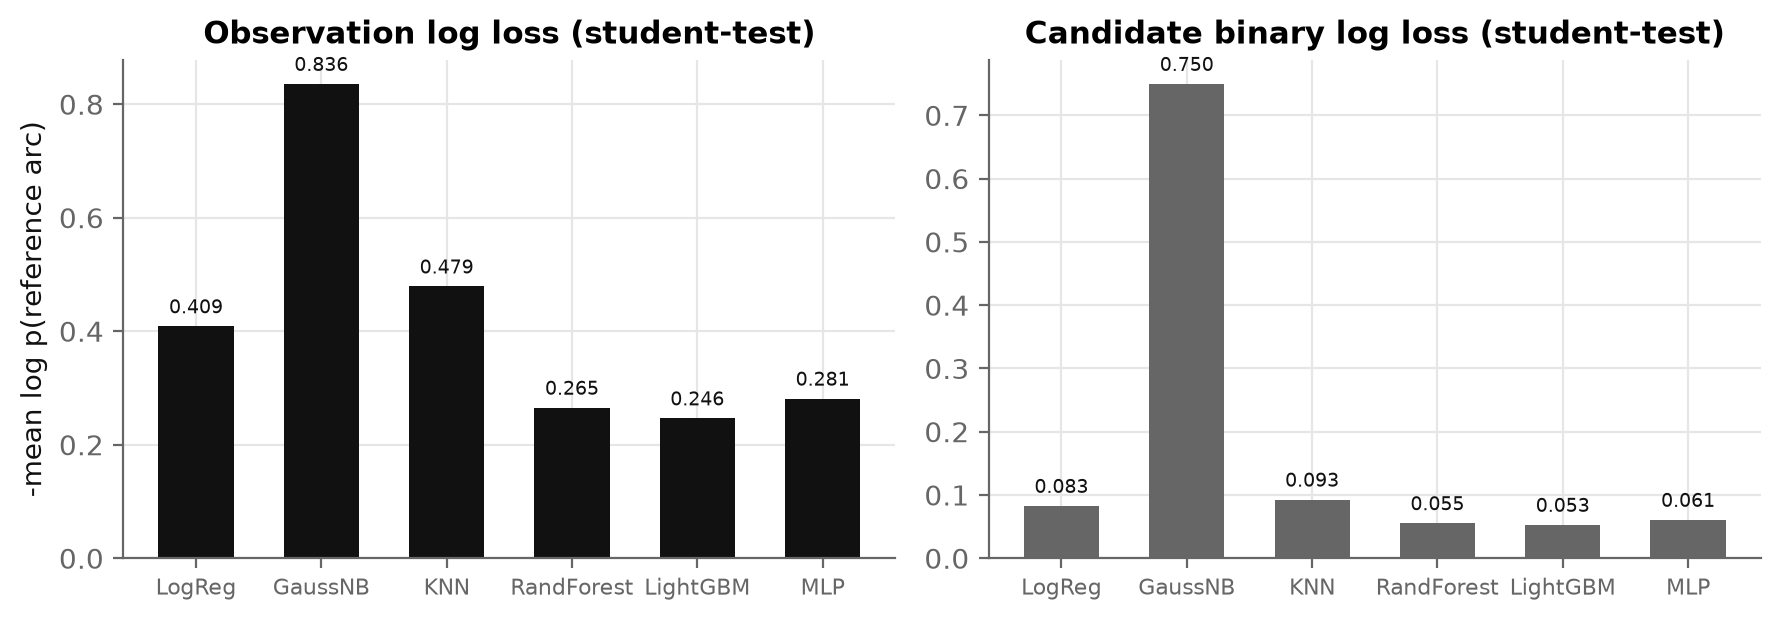 Observation log loss (student-test)
-mean log p(reference arc)
0.8
0.6
0.4
0.2
0.0
0.409
0.836
0.479
0.265
0.246
0.281
LogReg
GaussNB
KNN
RandForest
LightGBM
MLP
Candidate binary log loss (student-test)
0.7
0.6
0.5
0.4
0.3
0.2
0.1
0.0
0.083
0.750
0.093
0.055
0.053
0.061
LogReg
GaussNB
KNN
RandForest
LightGBM
MLP